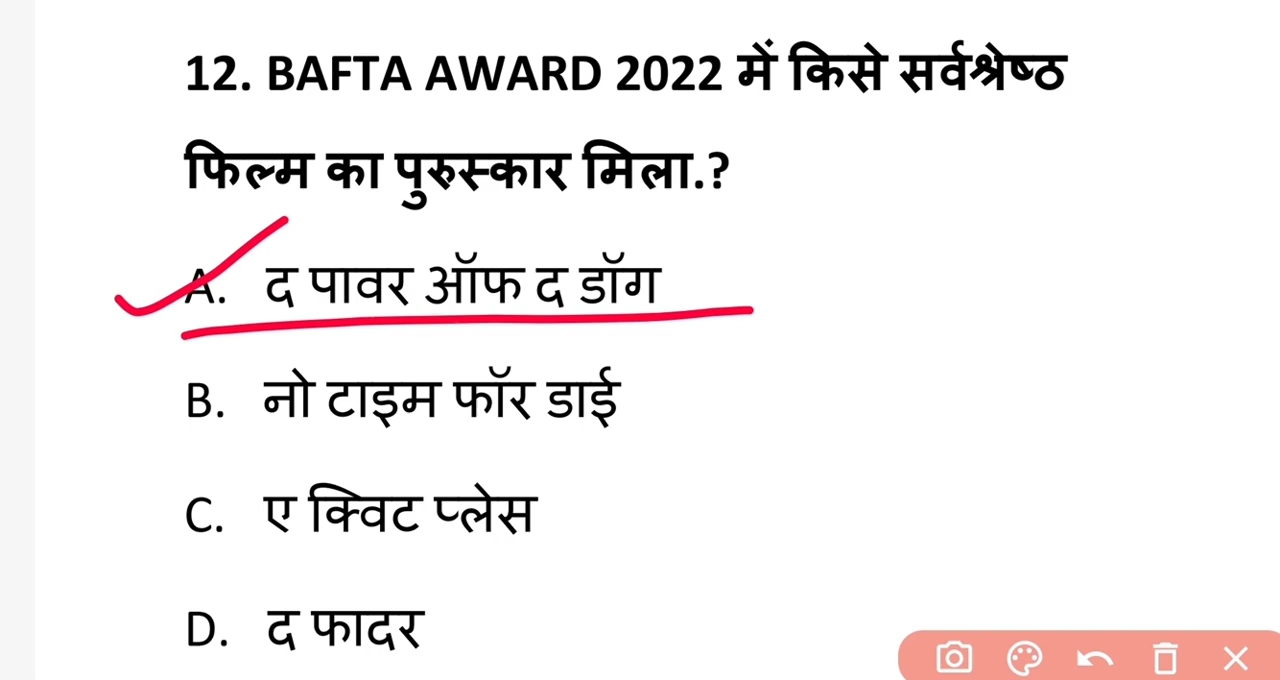 12. BAFTA AWARD 2022 में किसे सर्वश्रेष्ठ
फिल्म का पुरुस्कार मिला.?
A. द पावर ऑफ द डॉग
B. नो टाइम फॉर डाई
C. ए क्विट प्लेस
D. द फादर